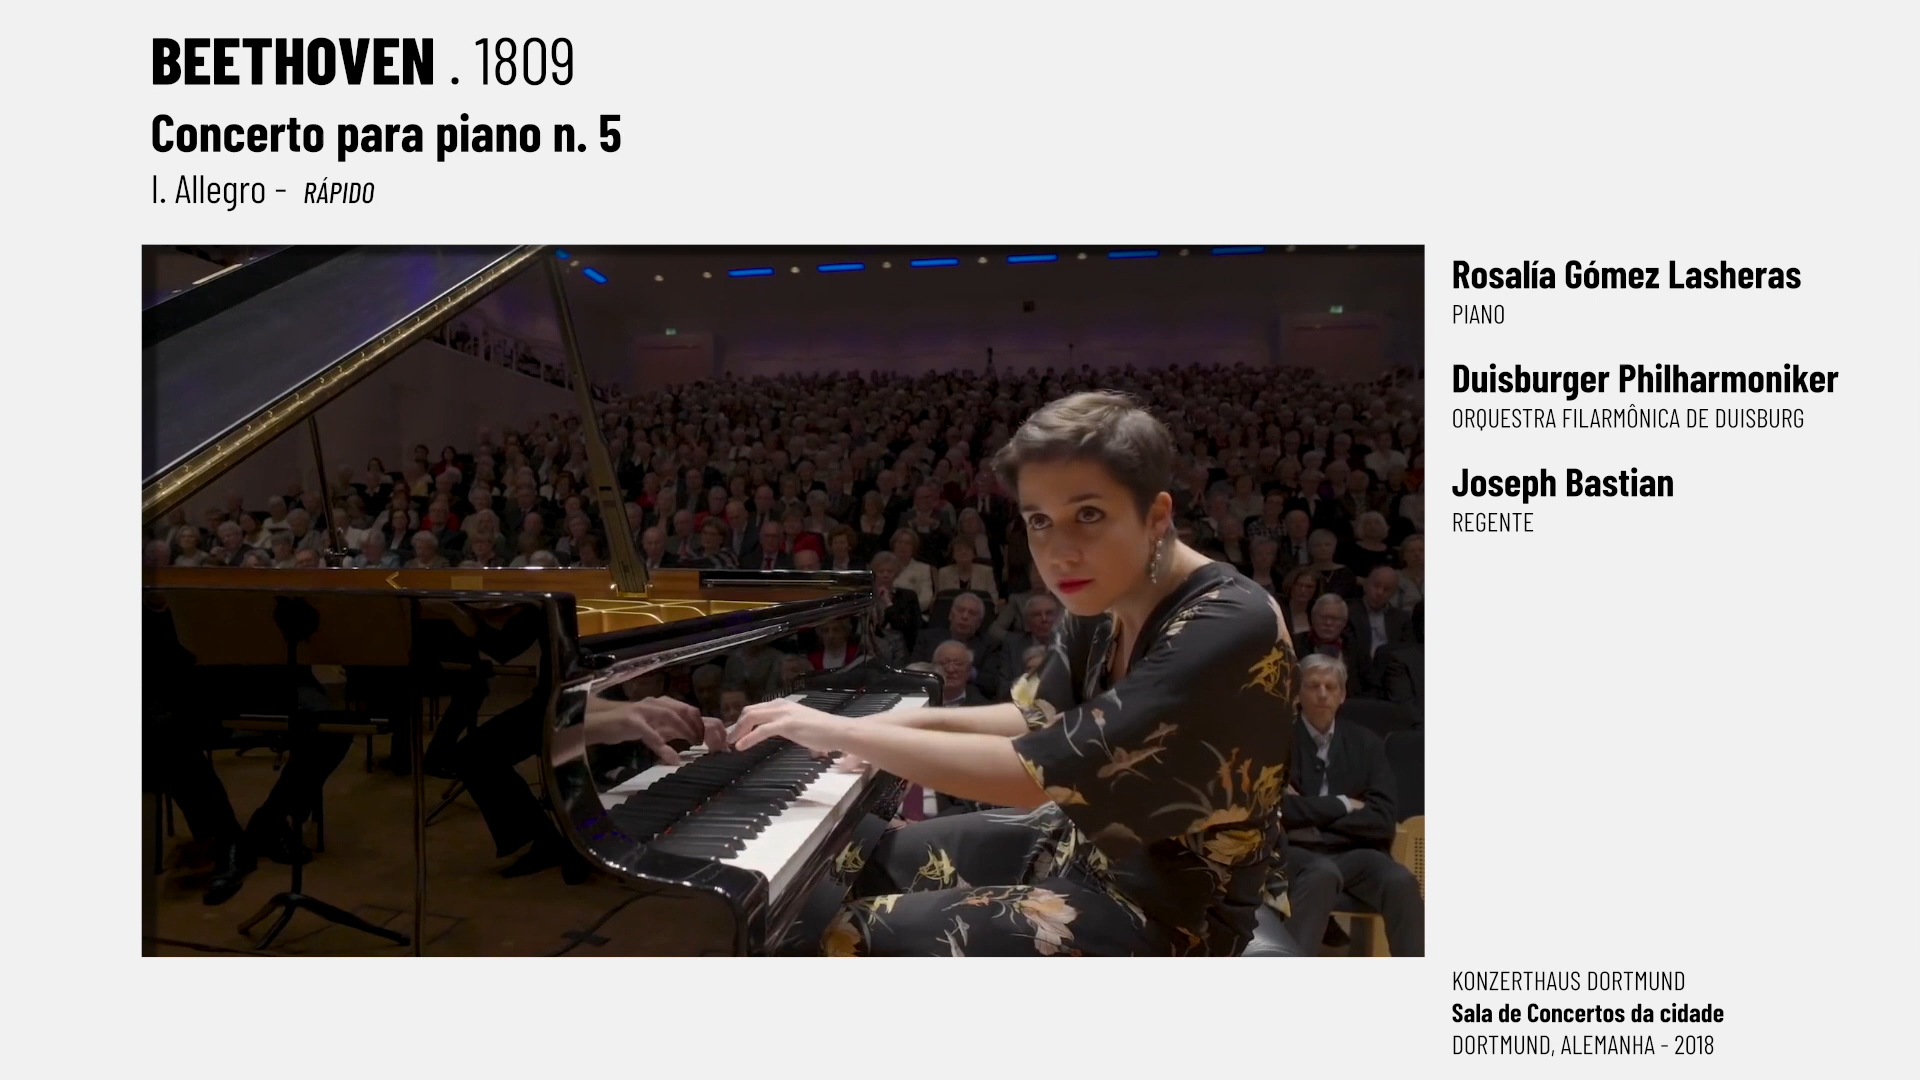 BEETHOVEN . 1809
Concerto para piano n. 5
I. Allegro - RÁPIDO
Rosalía Gómez Lasheras
PIANO
Duisburger Philharmoniker
ORQUESTRA FILARMÔNICA DE DUISBURG
Joseph Bastian
REGENTE
KONZERTHAUS DORTMUND
Sala de Concertos da cidade
DORTMUND, ALEMANHA - 2018